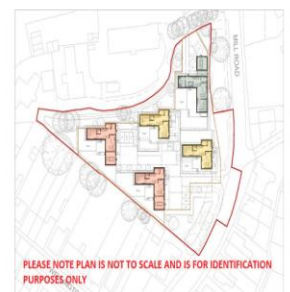 MILL ROAD
PLEASE NOTE PLAN IS NOT TO SCALE AND IS FOR IDENTIFICATION
PURPOSES ONLY